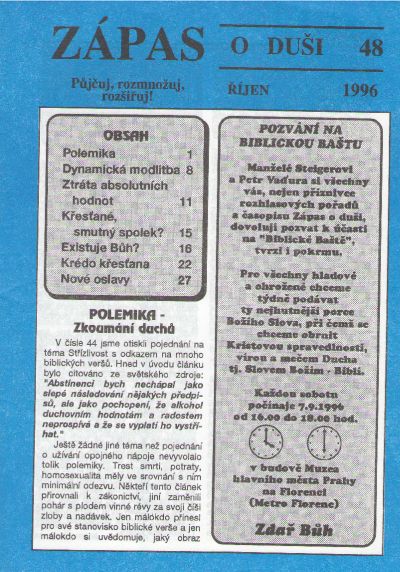 ZÁPAS O DUŠI 48
Půjčuj, rozmnožuj,
rozšiřuj!
ŘÍJEN 1996
OBSAH
Polemika 1
Dynamická modlitba 8
Ztráta absolutních
hodnot 11
Křesťané,
smutný spolek? 15
Existuje Bůh? 16
Krédo křesťana 22
Nové oslavy 27
POLEMIKA -
Zkoumání duchů
V čísle 44 jsme otiskli pojednání na
téma Střízlivost s odkazem na mnoho
biblických veršů. Hned v úvodu článku
bylo citováno ze světského zdroje:
"Abstinenci bych nechápal jako
slepé následování nějakých předpi-
sů, ale jako pochopení, že alkohol
duchovním hodnotám a radostem
neprospívá a že se vyplatí ho vystří-
hat."
Ještě žádné jiné téma než pojednání
o užívání opojného nápoje nevyvolalo
tolik polemiky. Trest smrti, potraty,
homosexualita měly ve srovnání s ním
minimální odezvu. Někteří tento článek
přirovnali k zákonictví, jiní zaměnili
pohár s plodem vinné révy za svoji číši
zloby a nadávek. Jen málokdo přinesl
pro své stanovisko biblické verše a jen
málokdo si uvědomuje, jaký obraz
POZVÁNÍ NA
BIBLICKOU BAŠTU
Manželé Steigerovi
a Petr Vaďura si všechny
vás, nejen příznivce
rozhlasových pořadů
a časopisu Zápas o duši,
dovolují pozvat k účasti
na "Biblické Baště",
tvrzi i pokrmu.
Pro všechny hladové
a ohrožené chceme
týdně podávat
ty nejhutnější porce
Božího Slova, při čemž se
chceme obrnit
Kristovou spravedlností,
vírou a mečem Ducha
tj. Slovem Božím - Biblí.
Každou sobotu
počínaje 7.9.1996
od 16.00 do 18.00 hod.
v budově Muzea
hlavního města Prahy
na Florenci
(Metro Florenc)
Zdař Bůh